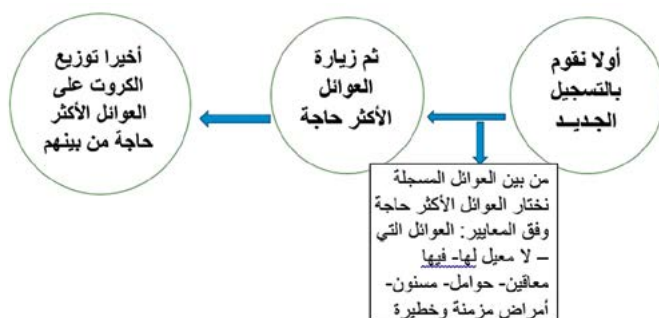 أولا نقوم
بالتسجيل
الجديــد
ثم زيارة
العوائل
الأكثر حاجة
أخيرا توزيع
الكروت على
العوائل الأكثر
حاجة من بينهم
من بين العوائل المسجلة
نختار العوائل الأكثر حاجة
وفق المعايير: العوائل التي
– لا معيل لها- فيها
معاقين- حوامل- مسنون-
أمراض مزمنة وخطيرة